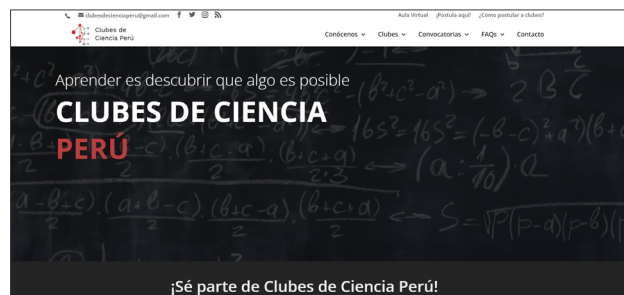 clubesdecienciaperu@gmail.com
Aula Virtual ¡Postula aquí! ¿Cómo postular a clubes?
Clubes de
Ciencia Perú
Conócenos Clubes Convocatorias FAQs Contacto
Aprender es descubrir que algo es posible
CLUBES DE CIENCIA
PERÚ
¡Sé parte de Clubes de Ciencia Perú!